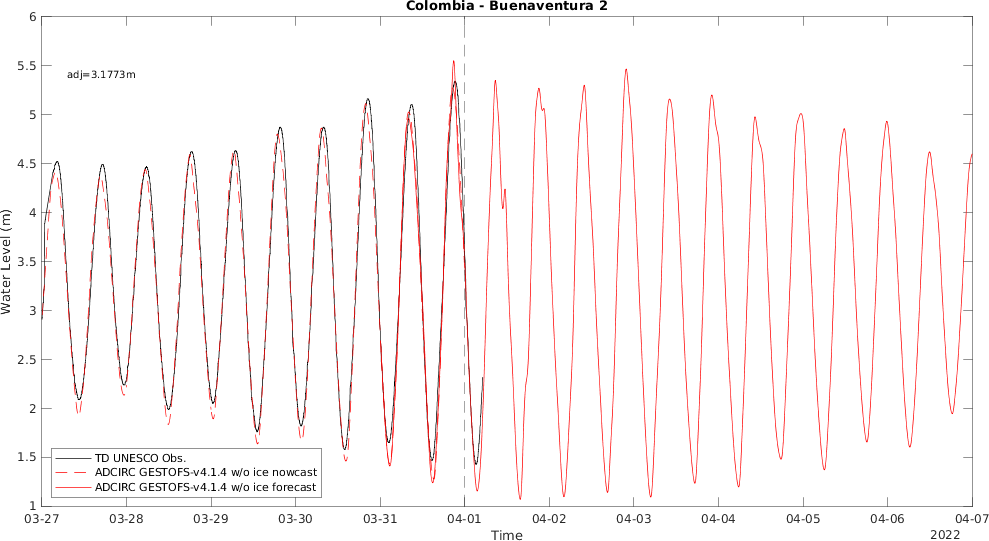 Colombia - Buenaventura 2
6
5.5
adj=3.1773m
5
4.5
4
Water Level (m)
3.5
3
2.5
2
1.5
1
TD UNESCO Obs.
ADCIRC GESTOFS-v4.1.4 w/o ice nowcast
ADCIRC GESTOFS-v4.1.4 w/o ice forecast
03-27 03-28 03-29 03-30 03-31 04-01 04-02 04-03 04-04 04-05 04-06 04-07
Time
2022